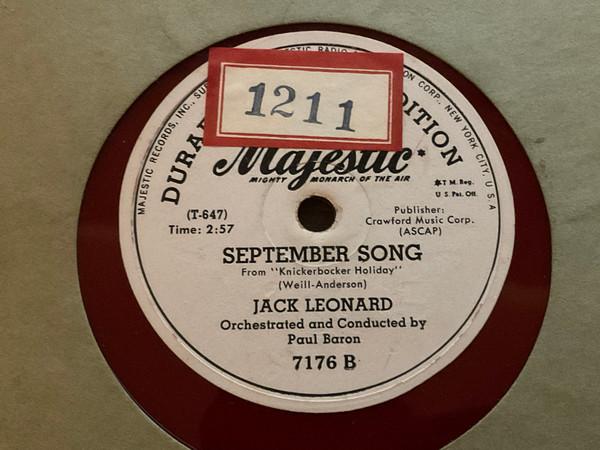 1211
MAJESTIC RECORDS, INC.,
RADIO
CORP., NEW YORK CITY, U S A
DURA
DITION
Majestic*
MIGHTY MONARCH OF THE AIR
*T M. Reg.
U S Pat. Off.
(T-647)
Time: 2:57
Publisher:
Crawford Music Corp.
(ASCAP)
SEPTEMBER SONG
From "Knickerbocker Holiday"
(Weill-Anderson)
JACK LEONARD
Orchestrated and Conducted by
Paul Baron
7176 B